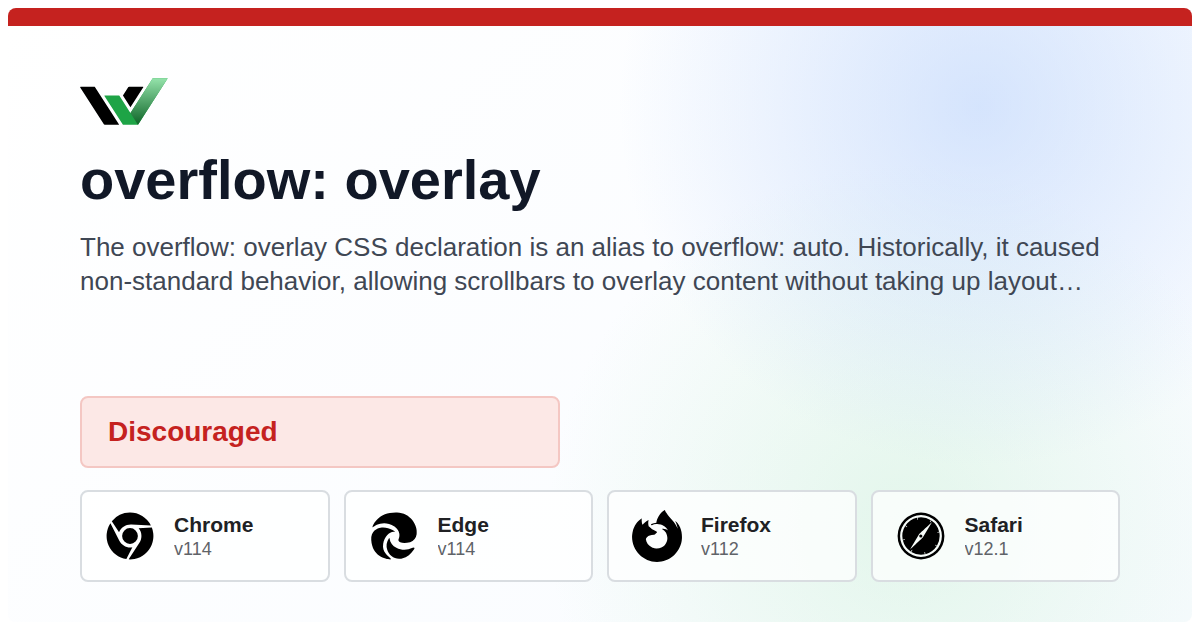 overflow: overlay
The overflow: overlay CSS declaration is an alias to overflow: auto. Historically, it caused
non-standard behavior, allowing scrollbars to overlay content without taking up layout…
Discouraged
Chrome
v114
Edge
v114
Firefox
v112
Safari
v12.1